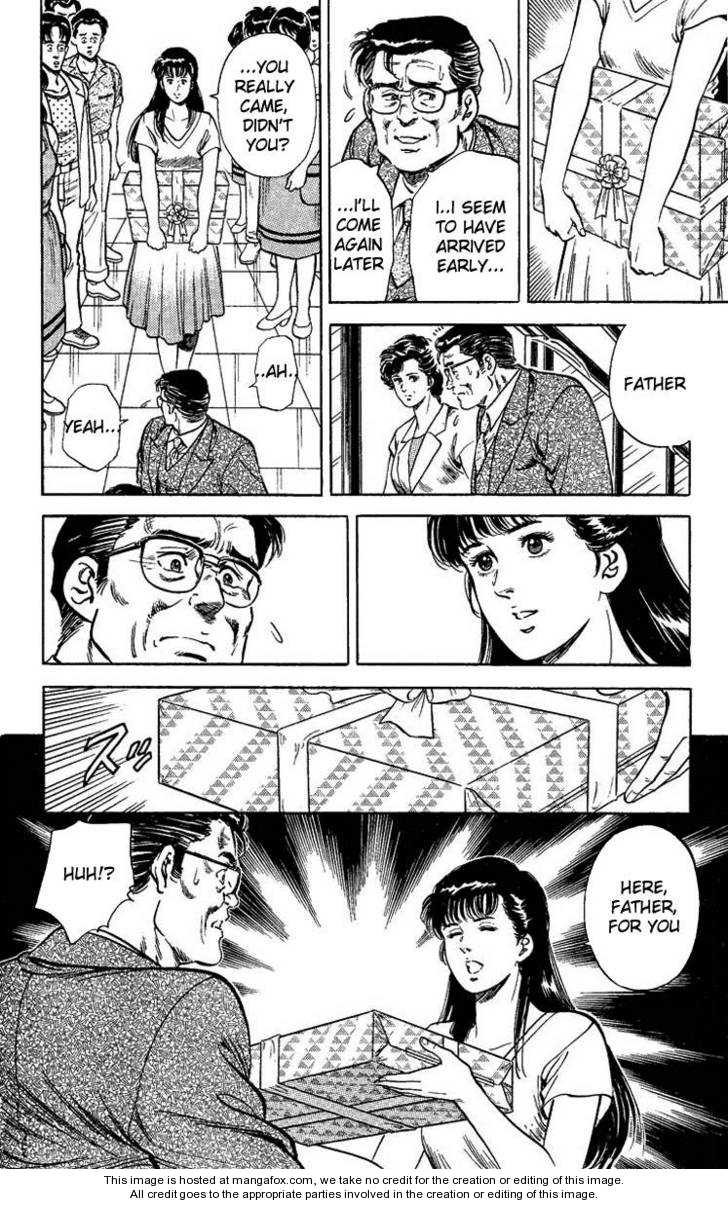 I..I SEEM
TO HAVE
ARRIVED
EARLY...
...I'LL
COME
AGAIN
LATER
FATHER
...YOU
REALLY
CAME,
DIDN'T
YOU?
..AH..
YEAH...
ズッ
HERE,
FATHER,
FOR YOU
HUH!?
This image is hosted at mangafox.com, we take no credit for the creation or editing of this image.
All credit goes to the appropriate parties involved in the creation or editing of this image.